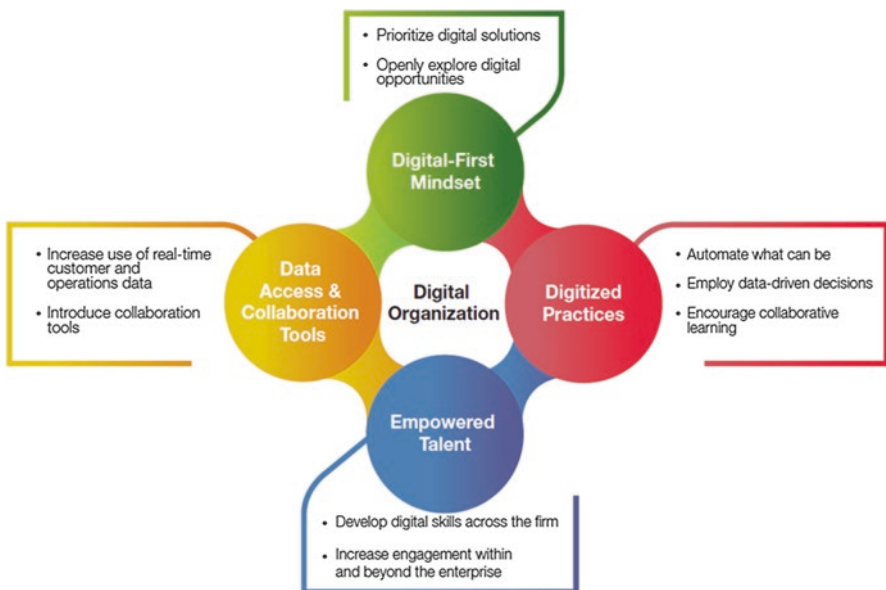 • Prioritize digital solutions
• Openly explore digital
opportunities
Digital-First
Mindset
• Increase use of real-time
customer and
operations data
• Introduce collaboration
tools
Data
Access &
Collaboration
Tools
Digital
Organization
Digitized
Practices
• Automate what can be
• Employ data-driven decisions
• Encourage collaborative
learning
Empowered
Talent
• Develop digital skills across the firm
• Increase engagement within
and beyond the enterprise